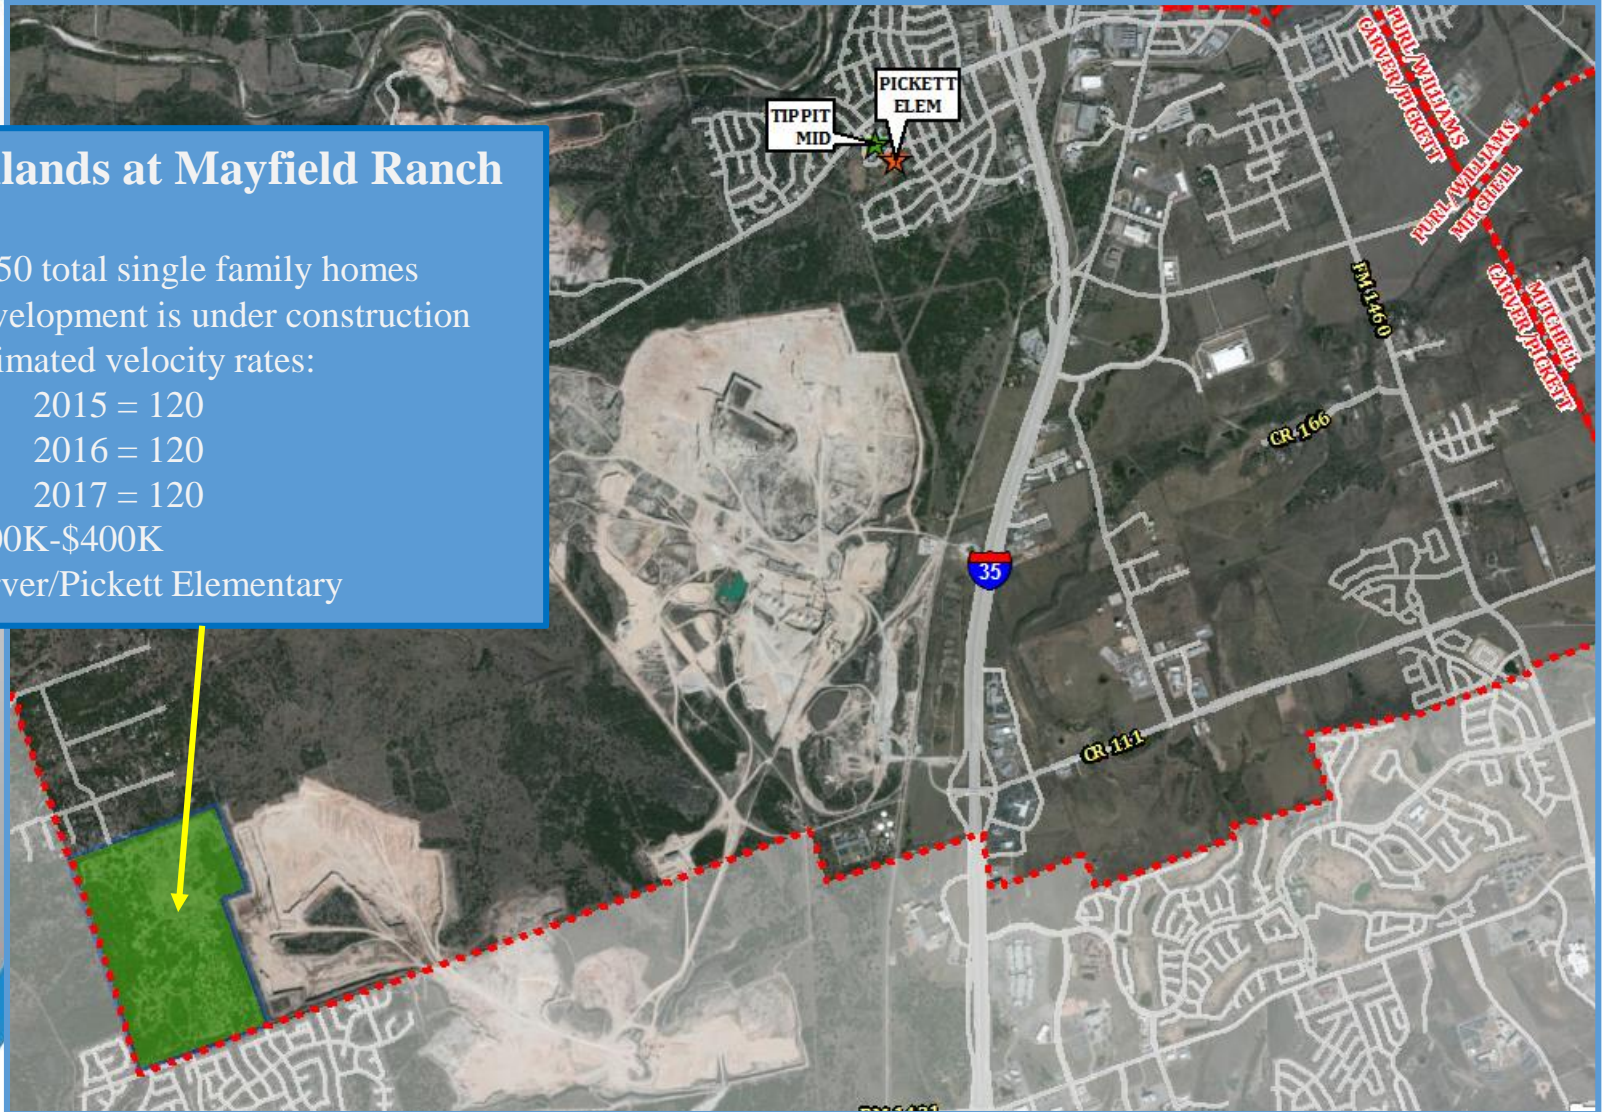 lands at Mayfield Ranch
50 total single family homes
velopment is under construction
imated velocity rates:
2015 = 120
2016 = 120
2017 = 120
00K-$400K
ver/Pickett Elementary
TIPPIT
MID
PICKETT
ELEM
PURL/WILLIAMS
CARVER/PICKETT
PURL/WILLIAMS
MITCHELL
MITCHELL
CARVER/PICKETT
FM 1460
CR 166
35
CR 111